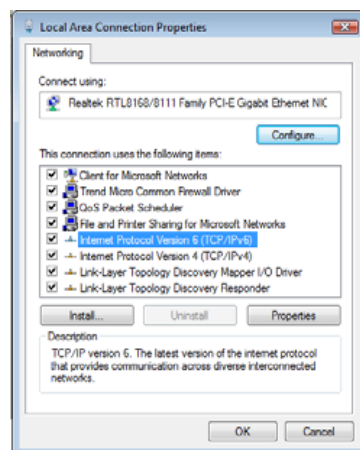 Local Area Connection Properties
Networking
Connect using:
Realtek RTL8168/8111 Family PCI-E Gigabit Ethernet NIC
Configure...
This connection uses the following items:
Client for Microsoft Networks
Trend Micro Common Firewall Driver
QoS Packet Scheduler
File and Printer Sharing for Microsoft Networks
Internet Protocol Version 6 (TCP/IPv6)
Internet Protocol Version 4 (TCP/IPv4)
Link-Layer Topology Discovery Mapper I/O Driver
Link-Layer Topology Discovery Responder
Install... Uninstall Properties
Description
TCP/IP version 6. The latest version of the internet protocol
that provides communication across diverse interconnected
networks.
OK Cancel